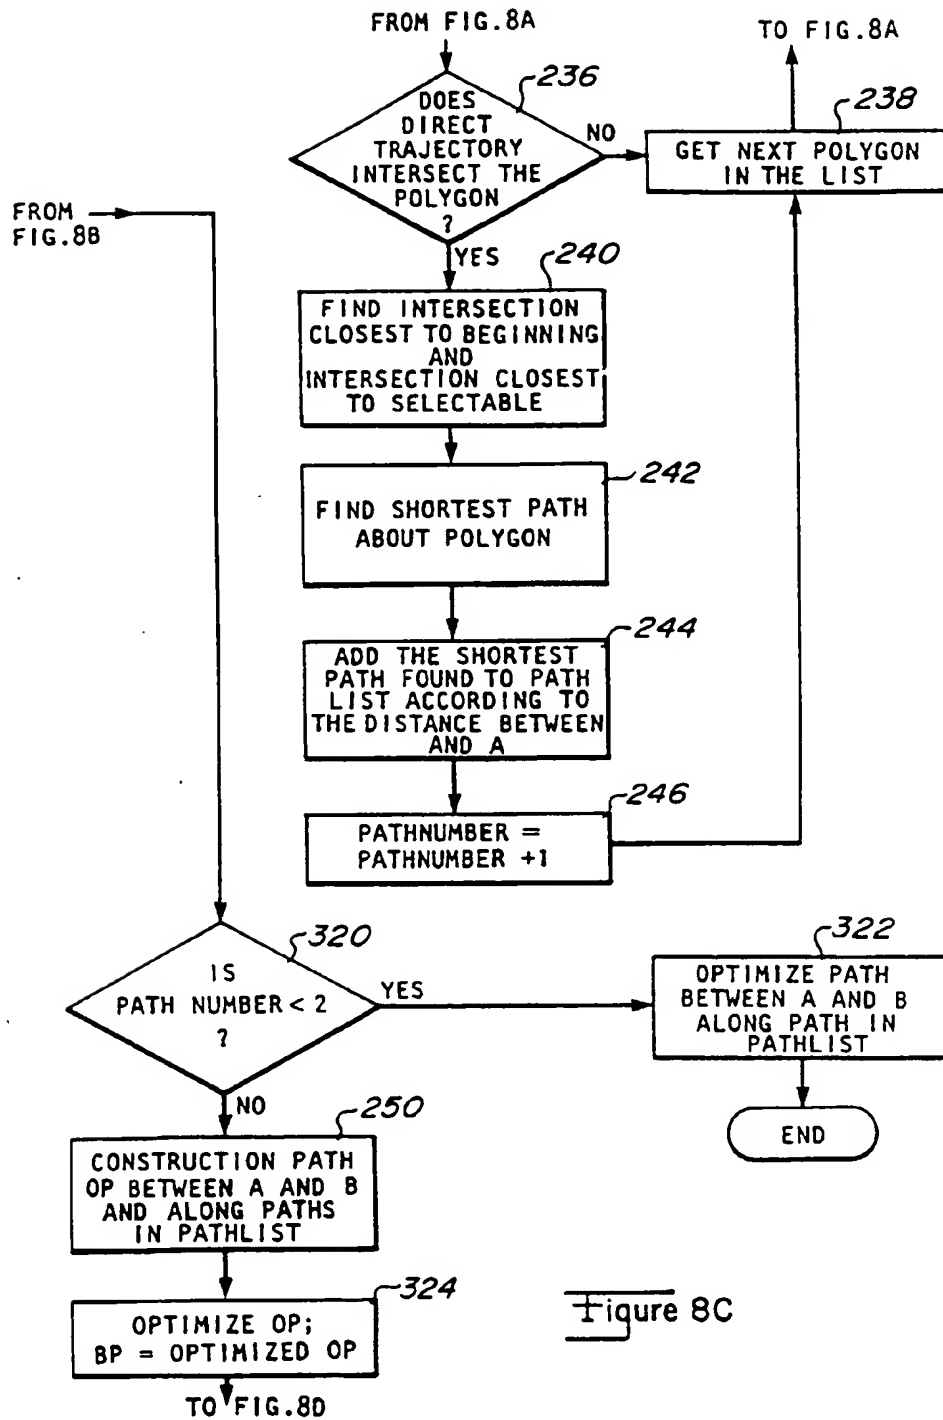 FROM FIG.8A
TO FIG.8A
236
DOES
DIRECT
TRAJECTORY
INTERSECT THE
POLYGON
?
NO
238
GET NEXT POLYGON
IN THE LIST
FROM
FIG.8B
YES
240
FIND INTERSECTION
CLOSEST TO BEGINNING
AND
INTERSECTION CLOSEST
TO SELECTABLE
242
FIND SHORTEST PATH
ABOUT POLYGON
244
ADD THE SHORTEST
PATH FOUND TO PATH
LIST ACCORDING TO
THE DISTANCE BETWEEN
AND A
246
PATHNUMBER =
PATHNUMBER +1
320
IS
PATH NUMBER < 2
?
YES
322
OPTIMIZE PATH
BETWEEN A AND B
ALONG PATH IN
PATHLIST
END
NO
250
CONSTRUCTION PATH
OP BETWEEN A AND B
AND ALONG PATHS
IN PATHLIST
324
OPTIMIZE OP;
BP = OPTIMIZED OP
TO FIG.8D
Figure 8C